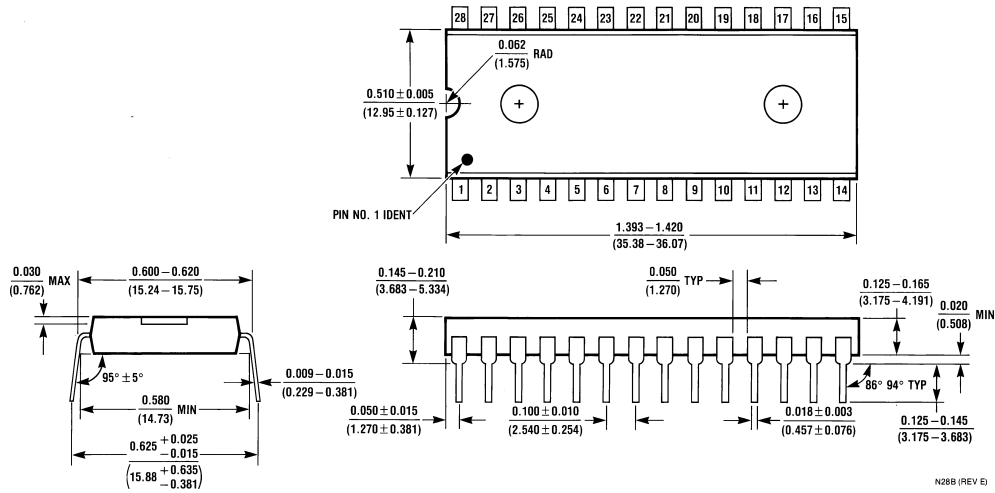 28 27 26 25 24 23 22 21 20 19 18 17 16 15
0.062
(1.575)
RAD
0.510 ± 0.005
(12.95 ± 0.127)
1 2 3 4 5 6 7 8 9 10 11 12 13 14
PIN NO. 1 IDENT
1.393 – 1.420
(35.38 – 36.07)
0.030
(0.762)
MAX
0.600 – 0.620
(15.24 – 15.75)
95° ± 5°
0.009 – 0.015
(0.229 – 0.381)
0.580
(14.73)
MIN
0.625 + 0.025
– 0.015
(15.88 + 0.635
– 0.381)
0.145 – 0.210
(3.683 – 5.334)
0.050
(1.270)
TYP
0.125 – 0.165
(3.175 – 4.191)
0.020
(0.508)
MIN
86° 94° TYP
0.050 ± 0.015
(1.270 ± 0.381)
0.100 ± 0.010
(2.540 ± 0.254)
0.018 ± 0.003
(0.457 ± 0.076)
0.125 – 0.145
(3.175 – 3.683)
N28B (REV E)